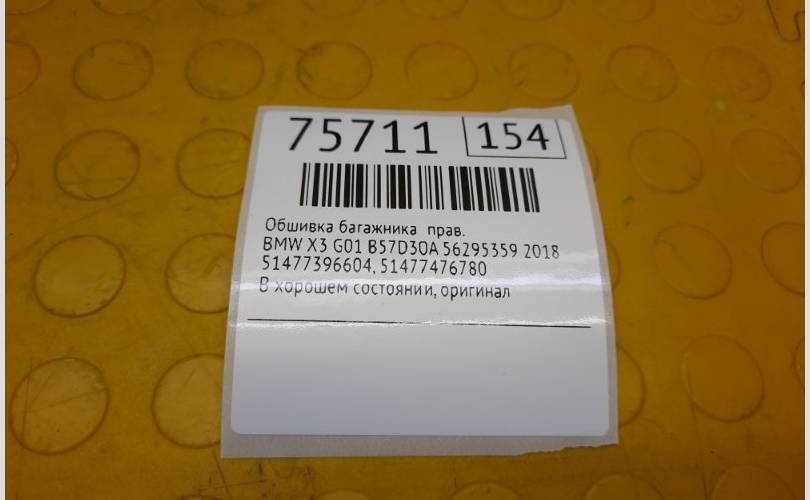 75711 154
Обшивка багажника прав.
BMW X3 G01 B57D30A 56295359 2018
51477396604, 51477476780
В хорошем состоянии, оригинал